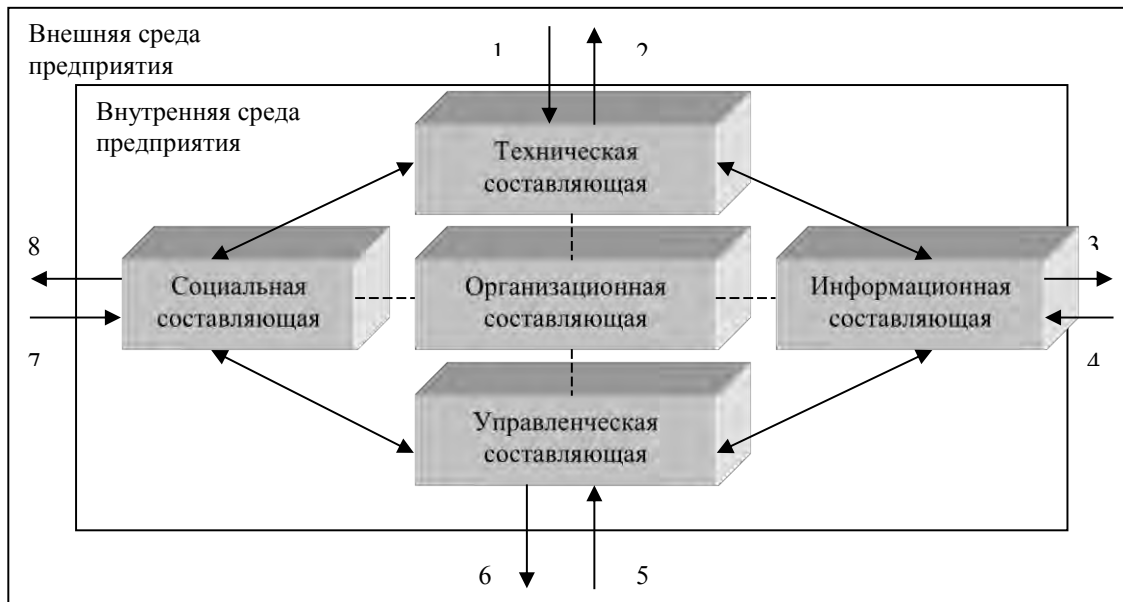 Внешняя среда
предприятия
1
2
Внутренняя среда
предприятия
Техническая
составляющая
8
3
Социальная
составляющая
Организационная
составляющая
Информационная
составляющая
7
4
Управленческая
составляющая
6
5